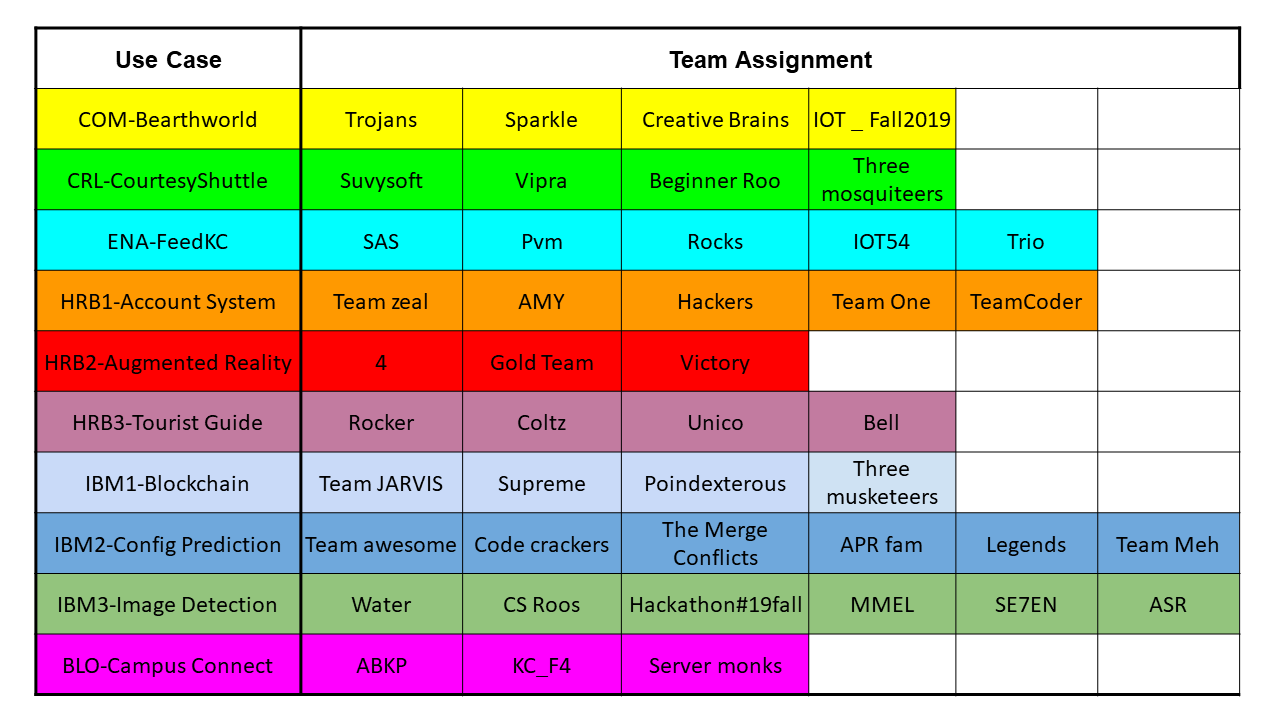 Use Case Team Assignment
COM-Bearthworld Trojans Sparkle Creative Brains IOT _ Fall2019
CRL-CourtesyShuttle Suvysoft Vipra Beginner Roo Three
mosquiteers
ENA-FeedKC SAS Pvm Rocks IOT54 Trio
HRB1-Account System Team zeal AMY Hackers Team One TeamCoder
HRB2-Augmented Reality 4 Gold Team Victory
HRB3-Tourist Guide Rocker Coltz Unico Bell
IBM1-Blockchain Team JARVIS Supreme Poindexterous Three
musketeers
IBM2-Config Prediction Team awesome Code crackers The Merge
Conflicts APR fam Legends Team Meh
IBM3-Image Detection Water CS Roos Hackathon#19fall MMEL SE7EN ASR
BLO-Campus Connect ABKP KC_F4 Server monks